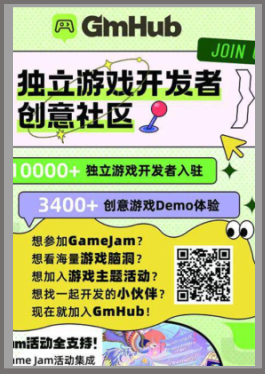 GmHub
JOIN
独立游戏开发者
创意社区
10000+ 独立游戏开发者入驻
3400+ 创意游戏Demo体验
想参加GameJam?
想看海量游戏脑洞?
想加入游戏主题活动?
想找一起开发的小伙伴?
现在就加入GmHub!
活动全支持!
Jam活动集成